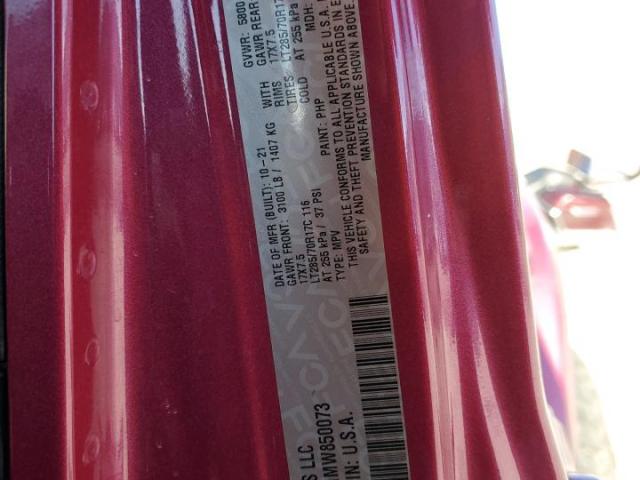 S LLC
DATE OF MFR (BUILT): 10-21
GVWR: 5800
GAWR FRONT: 3100 LB / 1407 KG WITH
GAWR REAR
17X7.5 RIMS 17X7.5
LT285/70R17C 116 TIRES LT285/70R17
AT 255 kPa / 37 PSI COLD AT 255 kPa
TYPE: MPV PAINT: PHP MDH:
THIS VEHICLE CONFORMS TO ALL APPLICABLE U.S.A.
SAFETY AND THEFT PREVENTION STANDARDS IN E
MANUFACTURE SHOWN ABOVE
MW850073
IN: U.S.A.